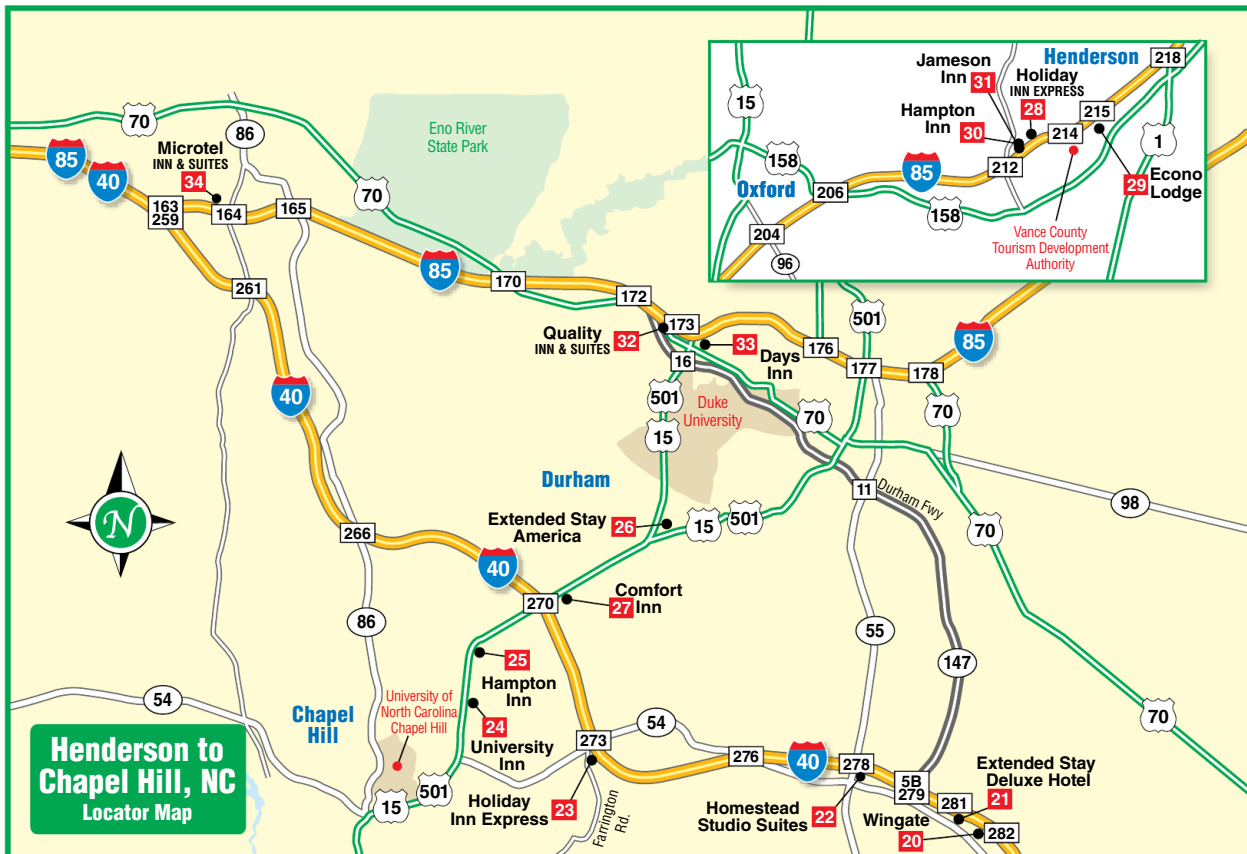 70
86
Eno River
State Park
85
40
Microtel
INN & SUITES
34
163
259
164
165
70
261
85
170
172
Quality
INN & SUITES
32
173
16
33
Days
Inn
176
501
177
178
85
70
40
501
15
Duke
University
70
Durham
11
Durham Fwy
98
N
Extended Stay
America
26
15
501
70
266
40
270
Comfort
Inn
27
86
55
147
25
Hampton
Inn
54
Chapel
Hill
University of
North Carolina
Chapel Hill
24
University
Inn
273
54
276
40
278
70
Henderson to
Chapel Hill, NC
Locator Map
15
501
Holiday
Inn Express
23
Farrington
Rd.
Homestead
Studio Suites
22
5B
279
Extended Stay
Deluxe Hotel
21
281
Wingate
20
282
15
158
Oxford
204
96
206
85
158
Jameson
Inn
31
Hampton
Inn
30
212
Henderson
Holiday
INN EXPRESS
28
214
215
218
1
29
Econo
Lodge
Vance County
Tourism Development
Authority